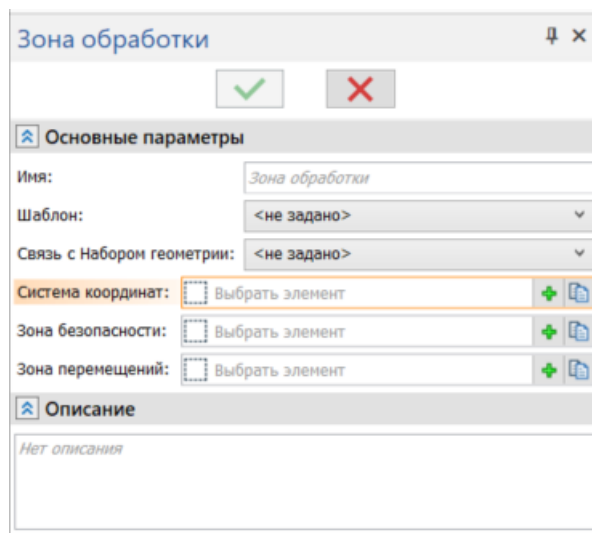 Зона обработки
Основные параметры
Имя: Зона обработки
Шаблон: <не задано>
Связь с Набором геометрии: <не задано>
Система координат: Выбрать элемент
Зона безопасности: Выбрать элемент
Зона перемещений: Выбрать элемент
Описание
Нет описания